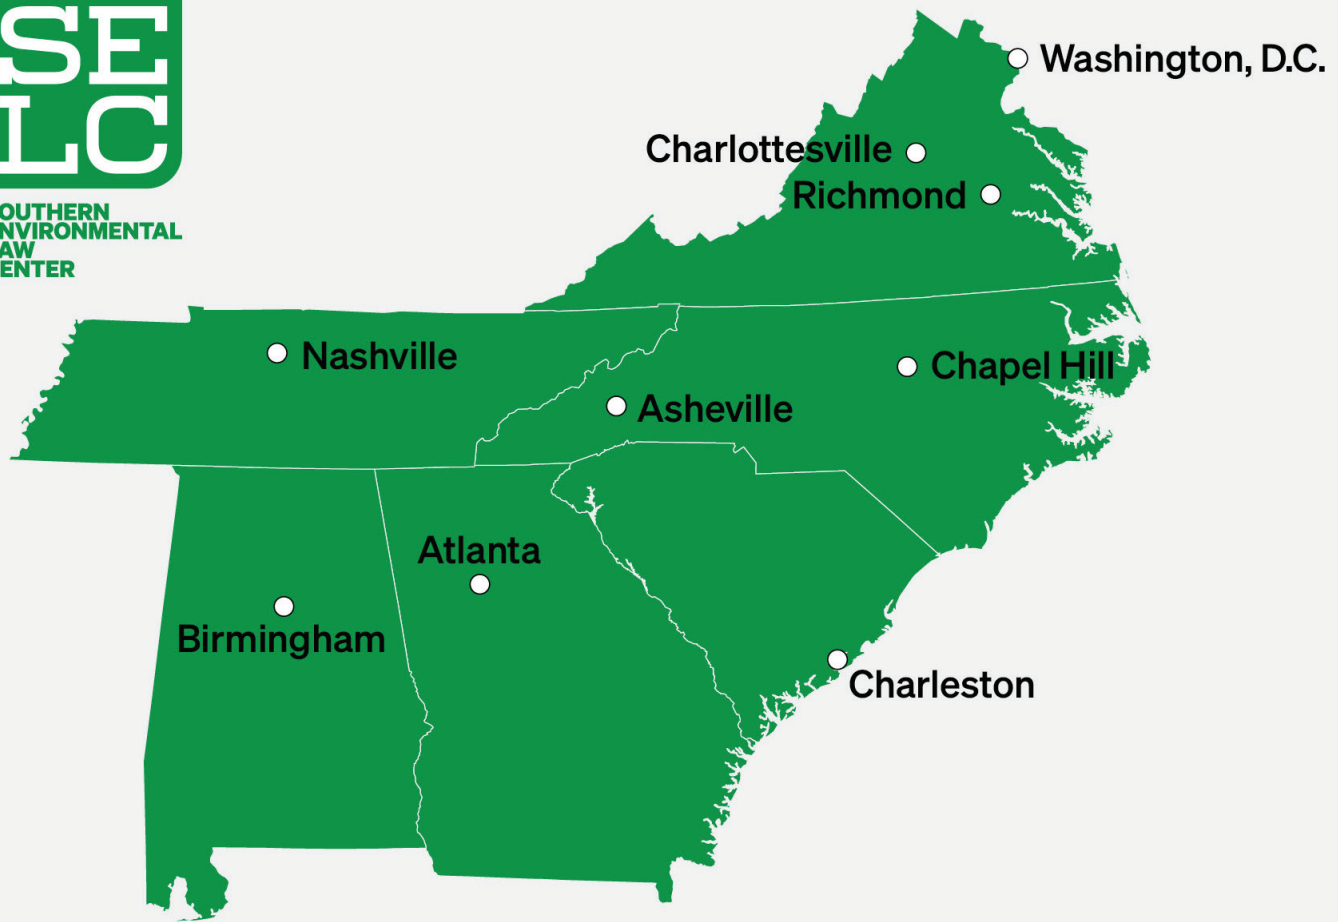 SE
LC
OUTHERN
NVIRONMENTAL
AW
ENTER
Washington, D.C.
Charlottesville
Richmond
Nashville
Chapel Hill
Asheville
Atlanta
Birmingham
Charleston